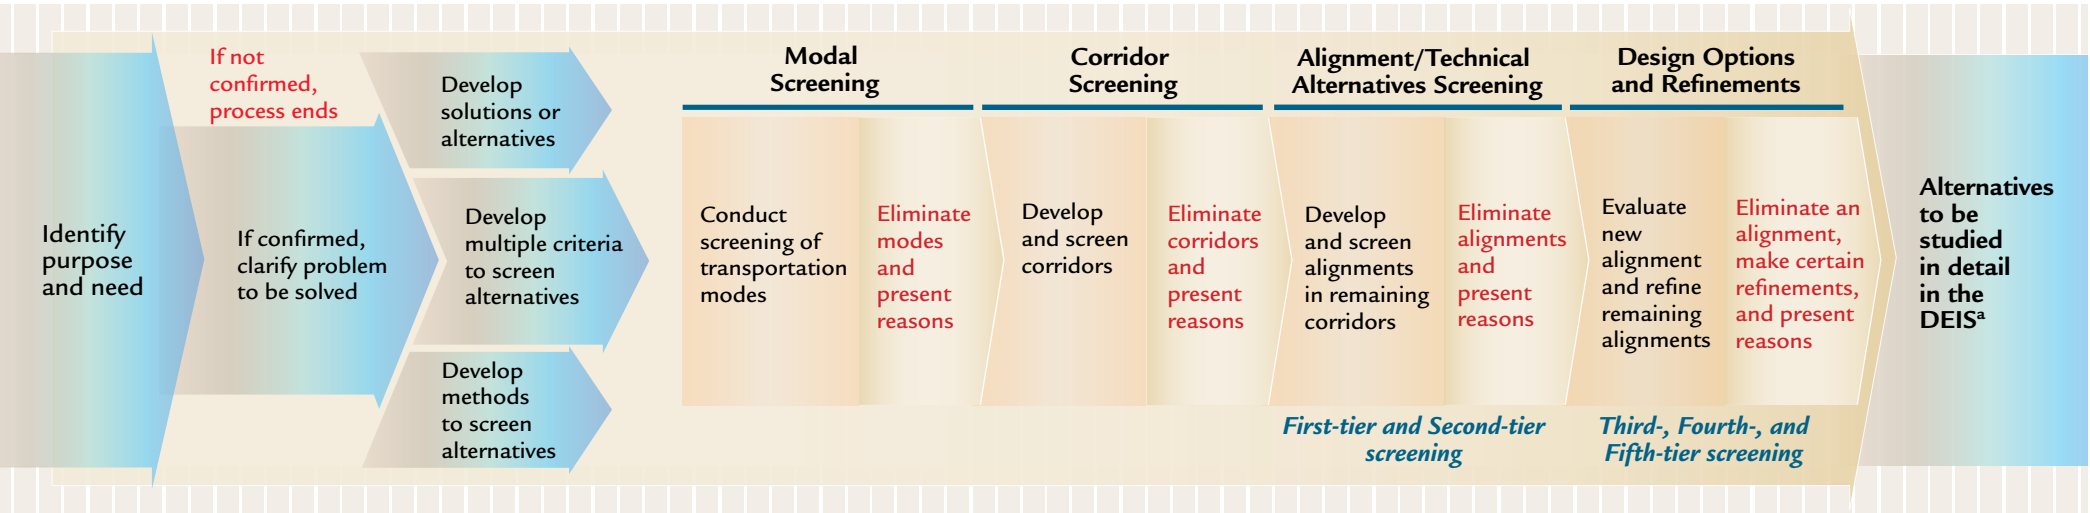 Identify
purpose
and need
If not
confirmed,
process ends
If confirmed,
clarify problem
to be solved
Develop
solutions or
alternatives
Develop
multiple criteria
to screen
alternatives
Develop
methods
to screen
alternatives
Modal
Screening
Conduct
screening of
transportation
modes
Eliminate
modes
and
present
reasons
Corridor
Screening
Develop
and screen
corridors
Eliminate
corridors
and
present
reasons
Alignment/Technical
Alternatives Screening
Develop
and screen
alignments
in remaining
corridors
Eliminate
alignments
and
present
reasons
First-tier and Second-tier
screening
Design Options
and Refinements
Evaluate
new
alignment
and refine
remaining
alignments
Eliminate an
alignment,
make certain
refinements,
and present
reasons
Third-, Fourth-, and
Fifth-tier screening
Alternatives
to be
studied
in detail
in the
DEISª